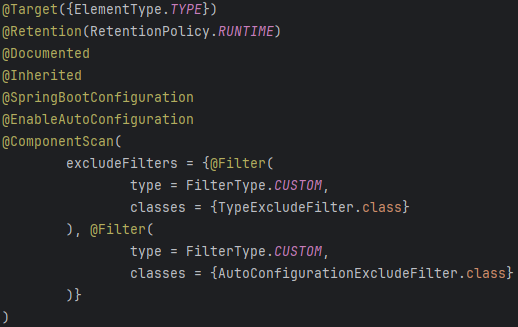 @Target({ElementType.TYPE})
@Retention(RetentionPolicy.RUNTIME)
@Documented
@Inherited
@SpringBootConfiguration
@EnableAutoConfiguration
@ComponentScan(
        excludeFilters = {@Filter(
                type = FilterType.CUSTOM,
                classes = {TypeExcludeFilter.class}
        ), @Filter(
                type = FilterType.CUSTOM,
                classes = {AutoConfigurationExcludeFilter.class}
        )}
)